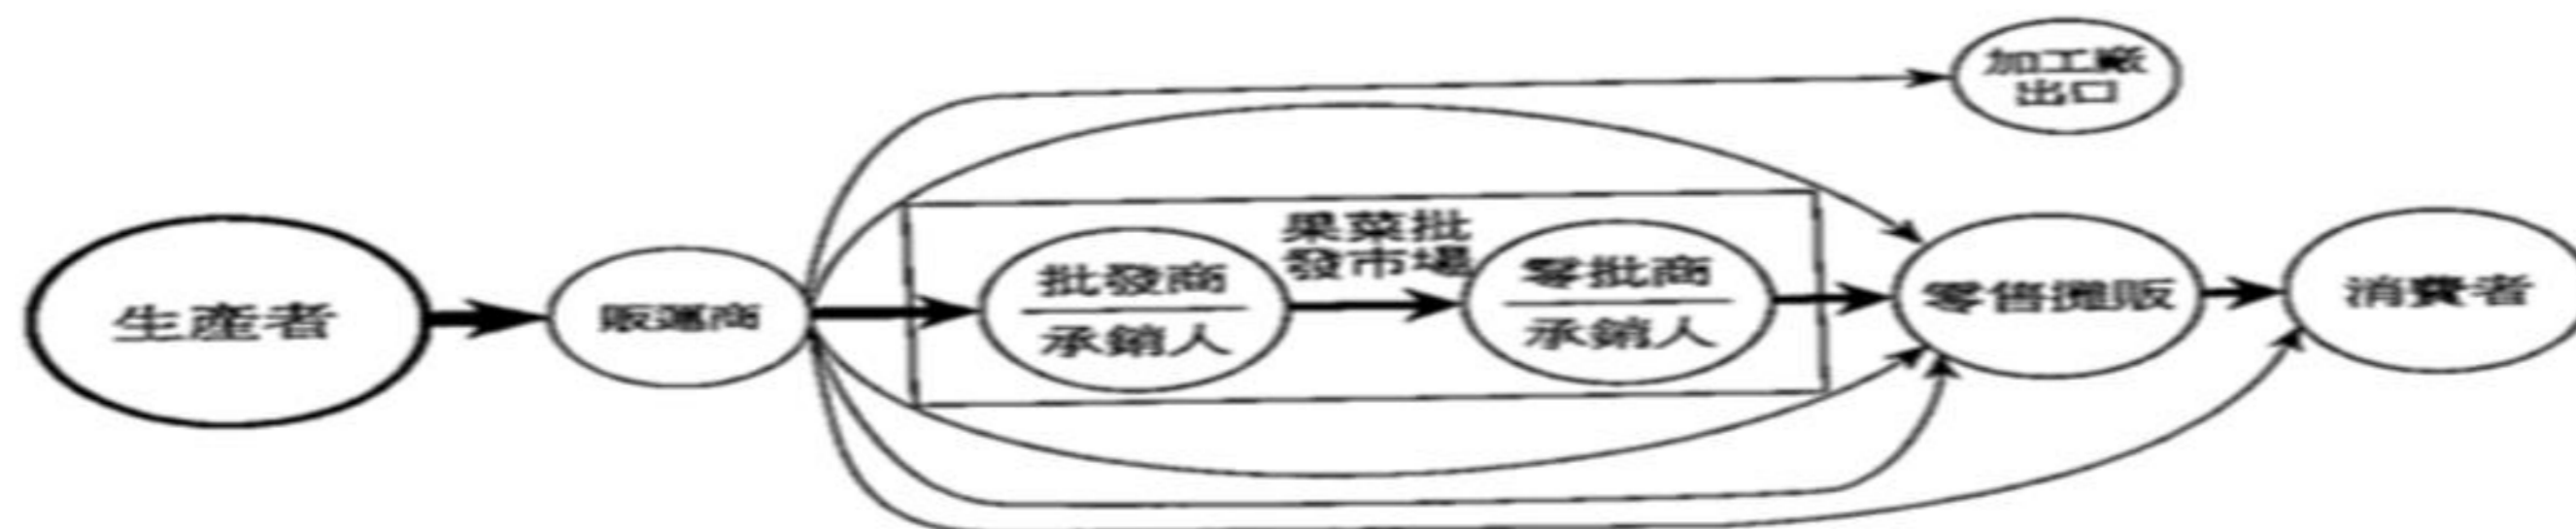 加工廠
出口
果菜批
發市場
生產者
販運商
批發商
承銷人
零批商
承銷人
零售攤販
消費者